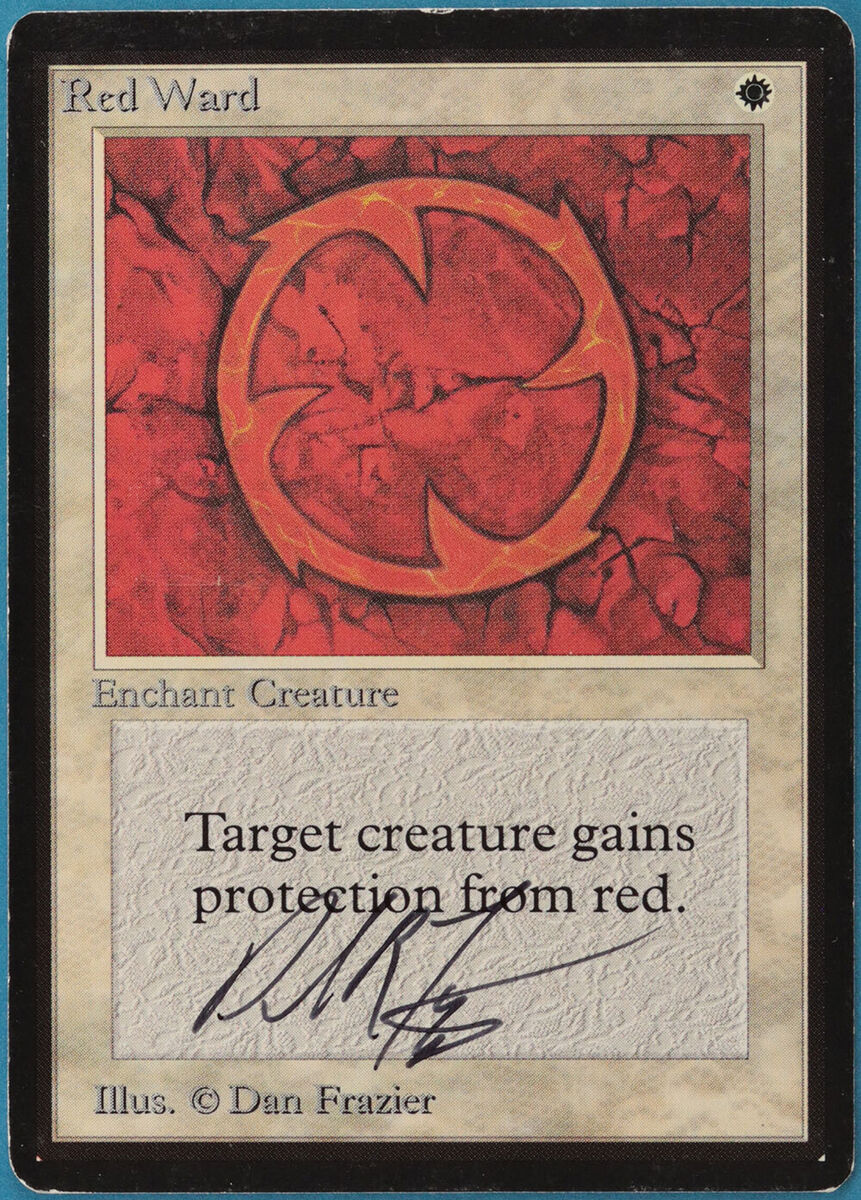 Red Ward
Enchant Creature
Target creature gains
protection from red.
Illus. © Dan Frazier